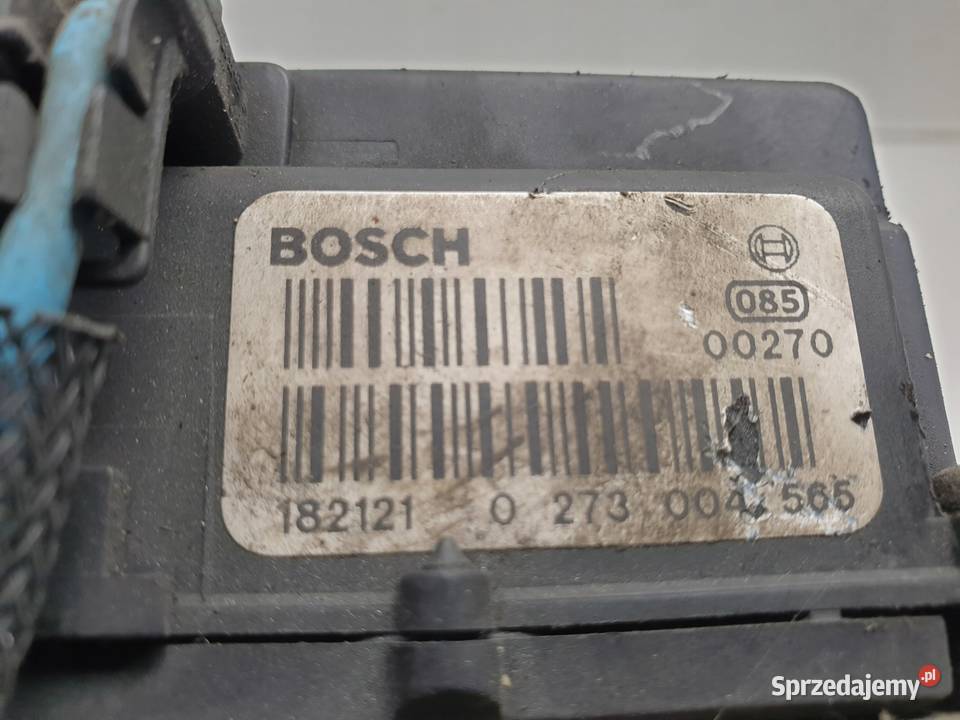 BOSCH
085
00270
182121 0 273 004 565
Sprzedajemy.pl